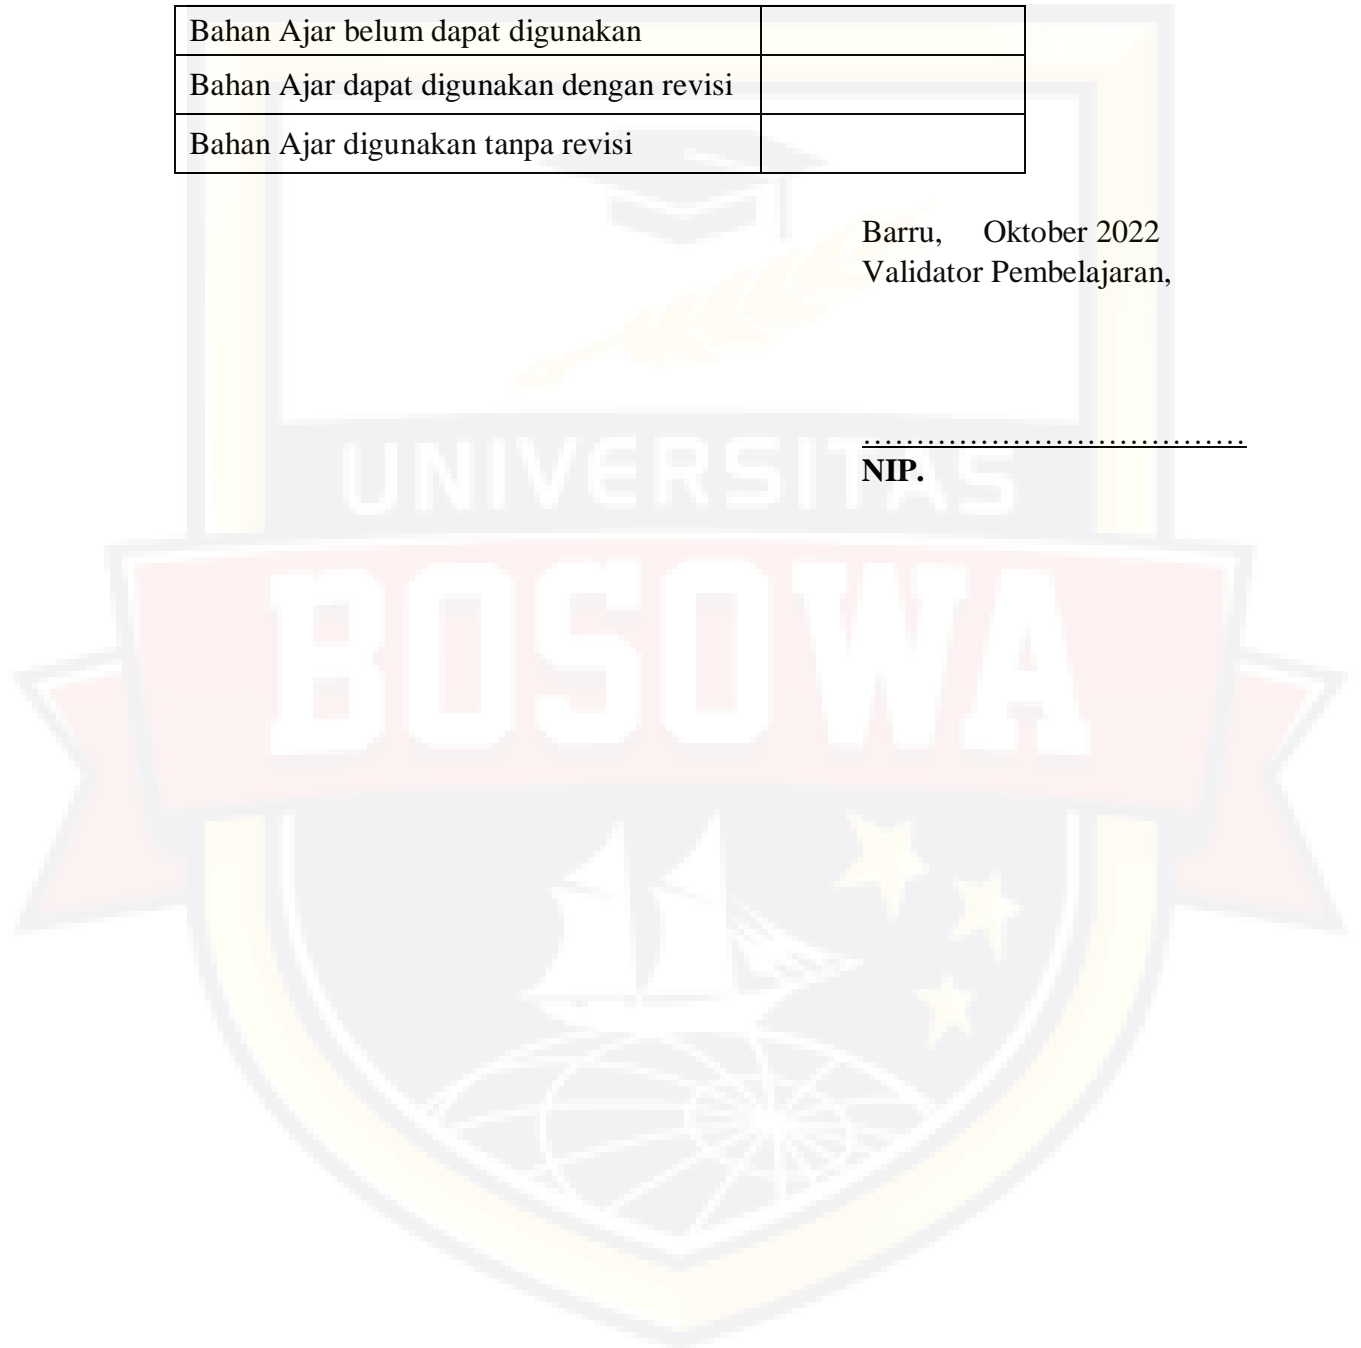 Bahan Ajar belum dapat digunakan
Bahan Ajar dapat digunakan dengan revisi
Bahan Ajar digunakan tanpa revisi
Barru, Oktober 2022
Validator Pembelajaran,
....................................
NIP.
UNIVERSITAS
BOSOWA